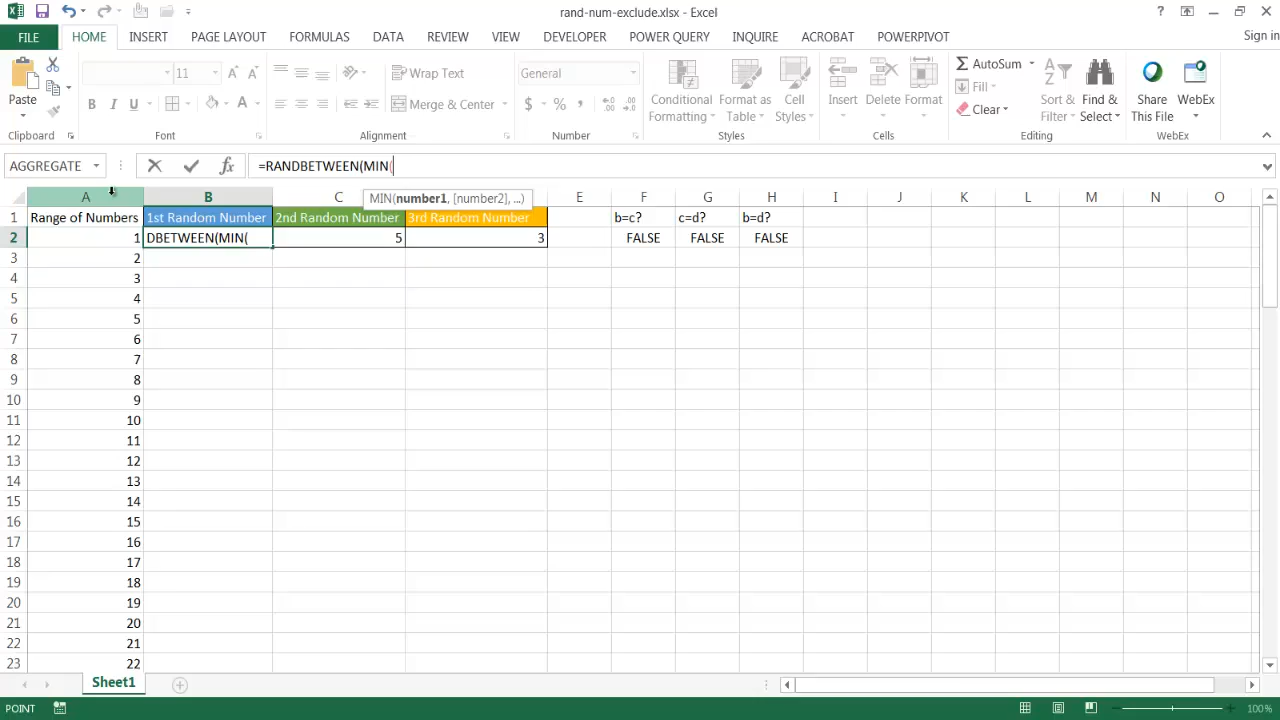 rand-num-exclude.xlsx - Excel
?
FILE HOME INSERT PAGE LAYOUT FORMULAS DATA REVIEW VIEW DEVELOPER POWER QUERY INQUIRE ACROBAT POWERPIVOT Sign in
11 A A Wrap Text General AutoSum
Paste B I U A Merge & Center $ % , Conditional Formatting Format as Table Cell Styles Insert Delete Format Fill Clear Sort & Filter Find & Select Share This File WebEx
Clipboard Font Alignment Number Styles Cells Editing WebEx
AGGREGATE fx =RANDBETWEEN(MIN(
A B C D E F G H I J K L M N O
MIN(number1, [number2], ...)
1 Range of Numbers 1st Random Number 2nd Random Number 3rd Random Number b=c? c=d? b=d?
2 1 DBETWEEN(MIN( 5 3 FALSE FALSE FALSE
3 2
4 3
5 4
6 5
7 6
8 7
9 8
10 9
11 10
12 11
13 12
14 13
15 14
16 15
17 16
18 17
19 18
20 19
21 20
22 21
23 22
Sheet1
POINT 100%